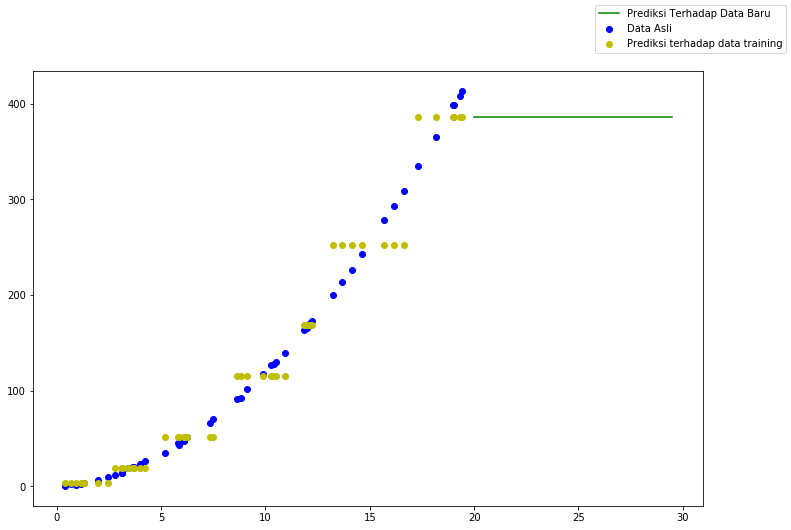 Prediksi Terhadap Data Baru
Data Asli
Prediksi terhadap data training
400
300
200
100
0
0 5 10 15 20 25 30